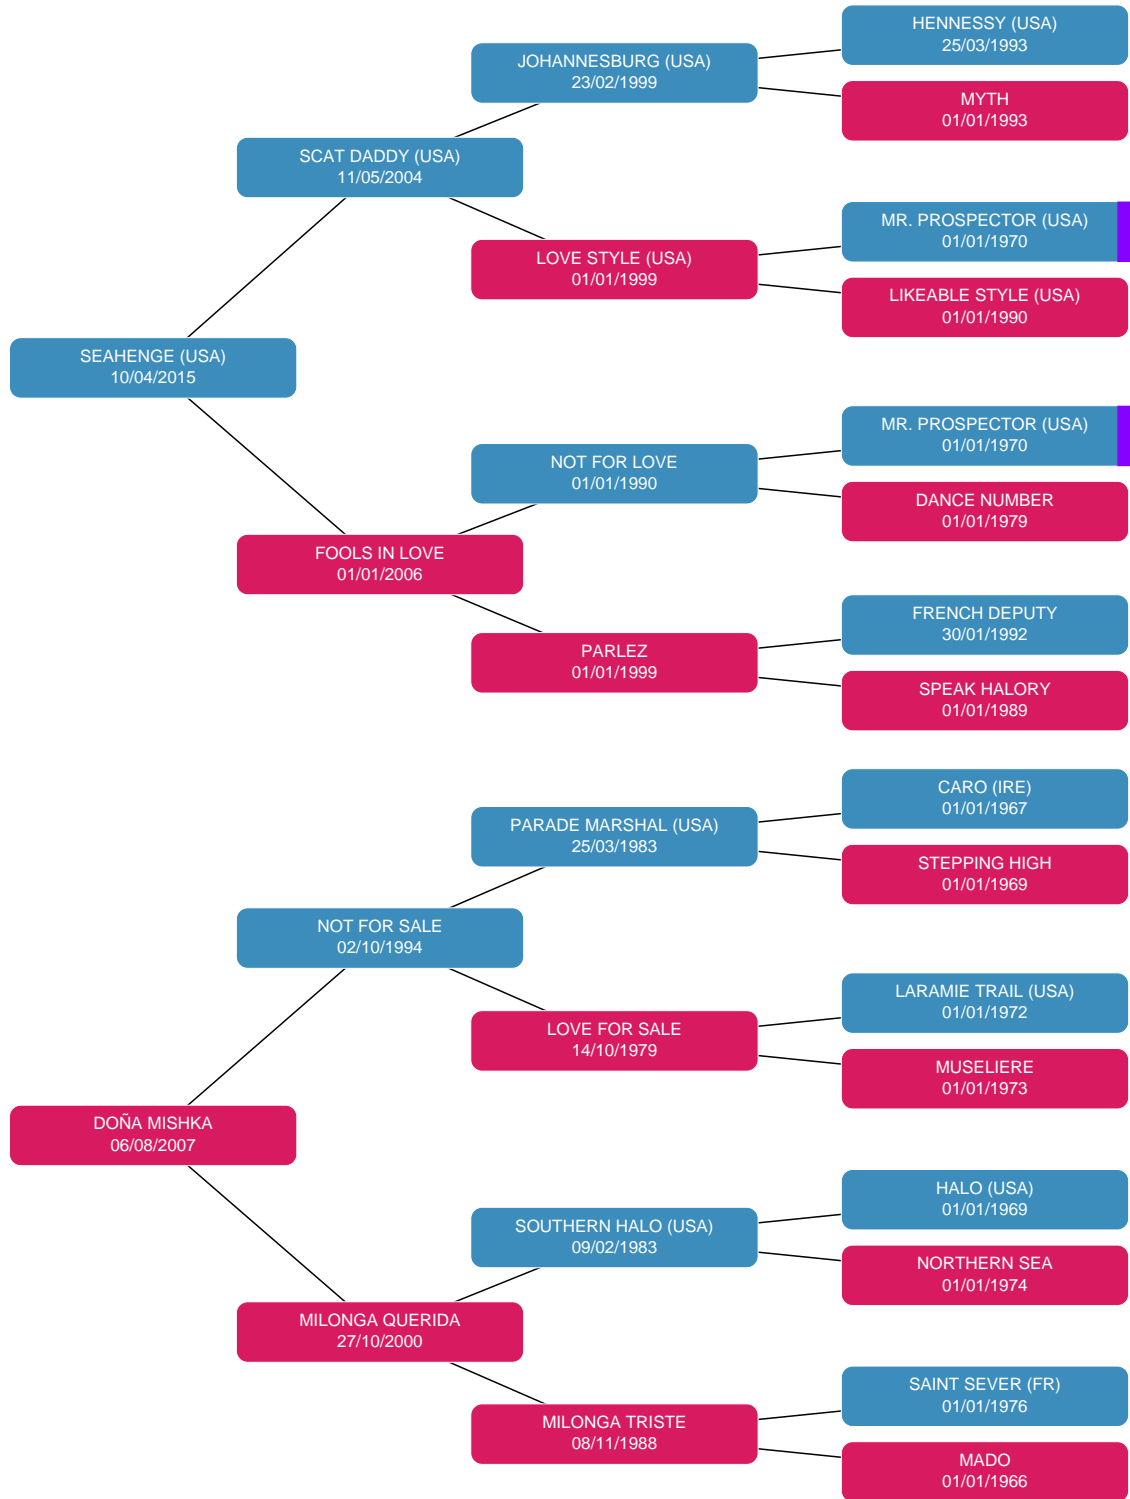 HENNESSY (USA)
25/03/1993
JOHANNESBURG (USA)
23/02/1999
MYTH
01/01/1993
SCAT DADDY (USA)
11/05/2004
MR. PROSPECTOR (USA)
01/01/1970
LOVE STYLE (USA)
01/01/1999
LIKEABLE STYLE (USA)
01/01/1990
SEAHENGE (USA)
10/04/2015
MR. PROSPECTOR (USA)
01/01/1970
NOT FOR LOVE
01/01/1990
DANCE NUMBER
01/01/1979
FOOLS IN LOVE
01/01/2006
FRENCH DEPUTY
30/01/1992
PARLEZ
01/01/1999
SPEAK HALORY
01/01/1989
CARO (IRE)
01/01/1967
PARADE MARSHAL (USA)
25/03/1983
STEPPING HIGH
01/01/1969
NOT FOR SALE
02/10/1994
LARAMIE TRAIL (USA)
01/01/1972
LOVE FOR SALE
14/10/1979
MUSELIERE
01/01/1973
DOÑA MISHKA
06/08/2007
HALO (USA)
01/01/1969
SOUTHERN HALO (USA)
09/02/1983
NORTHERN SEA
01/01/1974
MILONGA QUERIDA
27/10/2000
SAINT SEVER (FR)
01/01/1976
MILONGA TRISTE
08/11/1988
MADO
01/01/1966